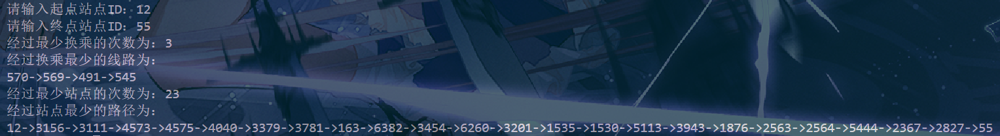 请输入起点站点ID：12
请输入终点站点ID：55
经过最少换乘的次数为：3
经过换乘最少的线路为：
570->569->491->545
经过最少站点的次数为：23
经过站点最少的路径为：
12->3156->3111->4573->4575->4040->3379->3781->163->6382->3454->6260->3201->1535->1530->5113->3943->1876->2563->2564->5444->2367->2827->55